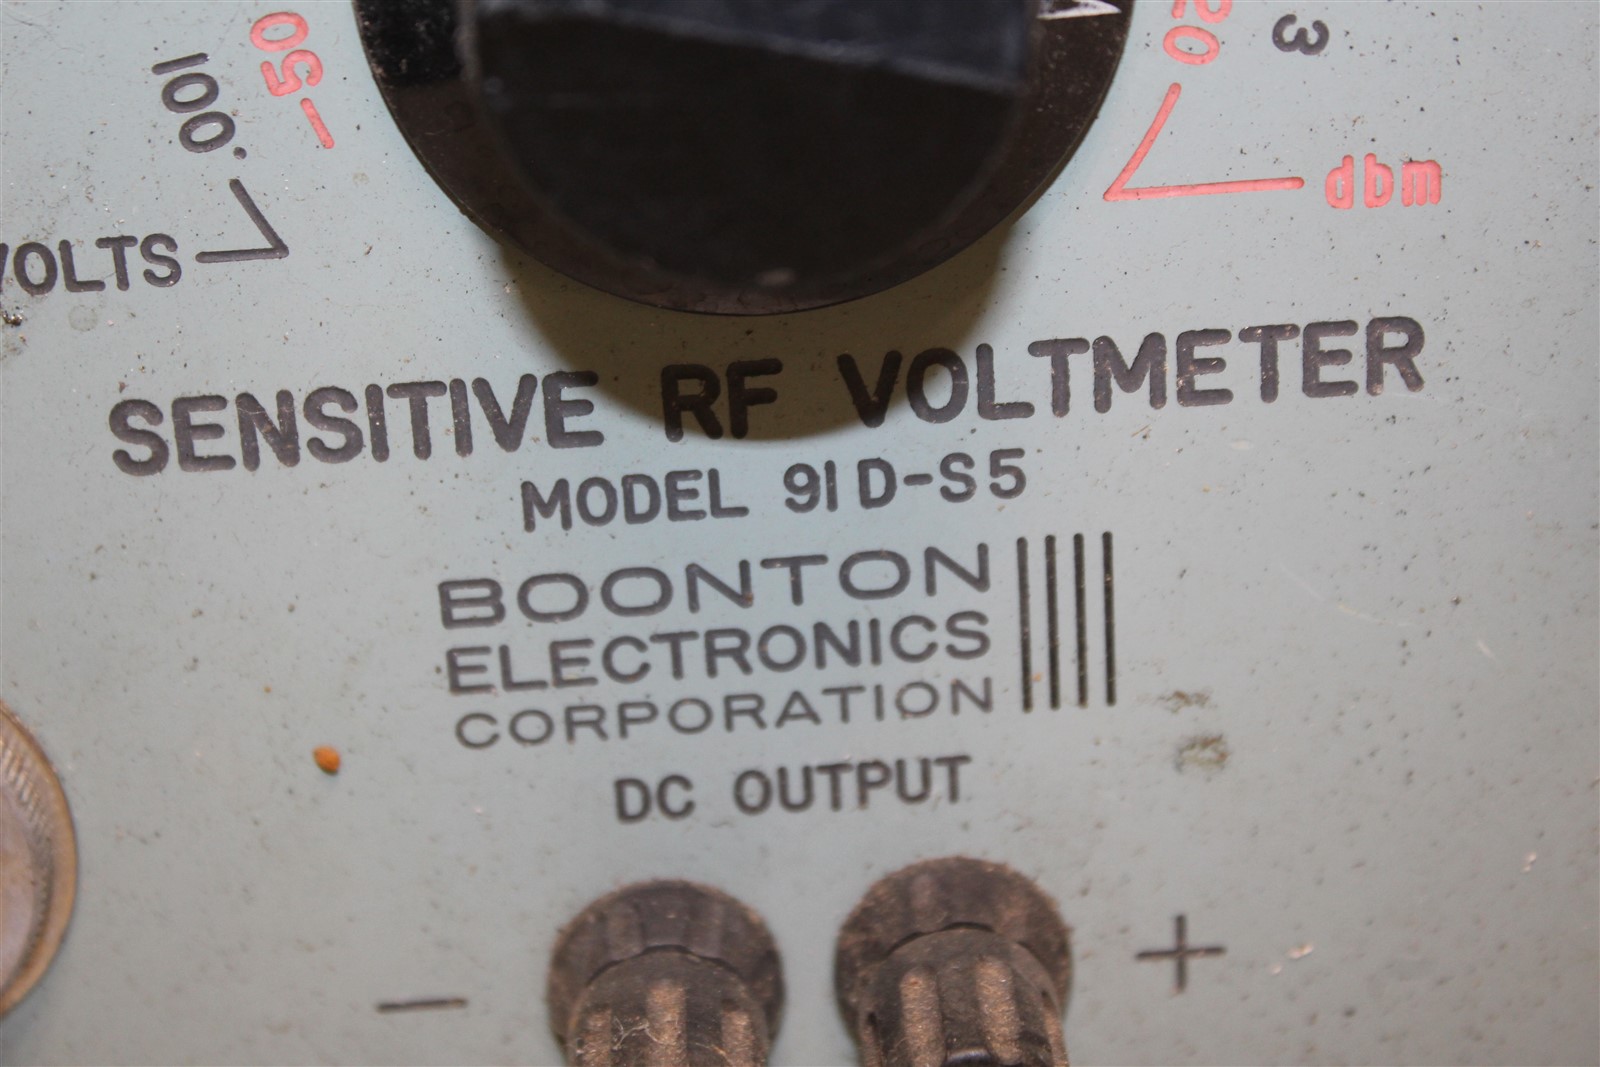 -50
.001
20
3
VOLTS
dbm
SENSITIVE RF VOLTMETER
MODEL 91D-S5
BOONTON
ELECTRONICS
CORPORATION
DC OUTPUT
- +